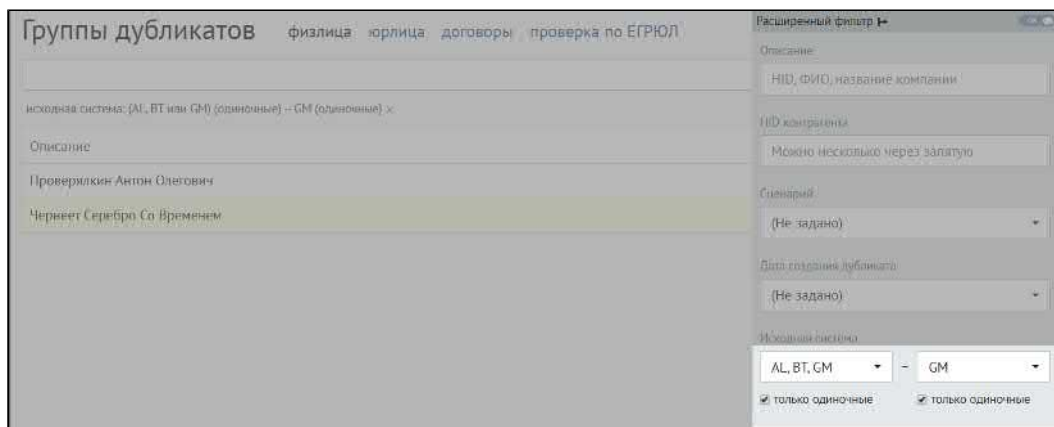 Группы дубликатов физлица юрлица договоры проверка по ЕГРЮЛ
исходная система: (AL, BT или GM) (одиночные) – GM (одиночные) ×
Описание
Проверялкин Антон Олегович
Чернеет Серебро Со Временем
Расширенный фильтр
Описание
HID, ФИО, название компании
HID контрагента
Можно несколько через запятую
Сценарий
(Не задано)
Дата создания дубликата
(Не задано)
Исходная система
AL, BT, GM – GM
только одиночные только одиночные